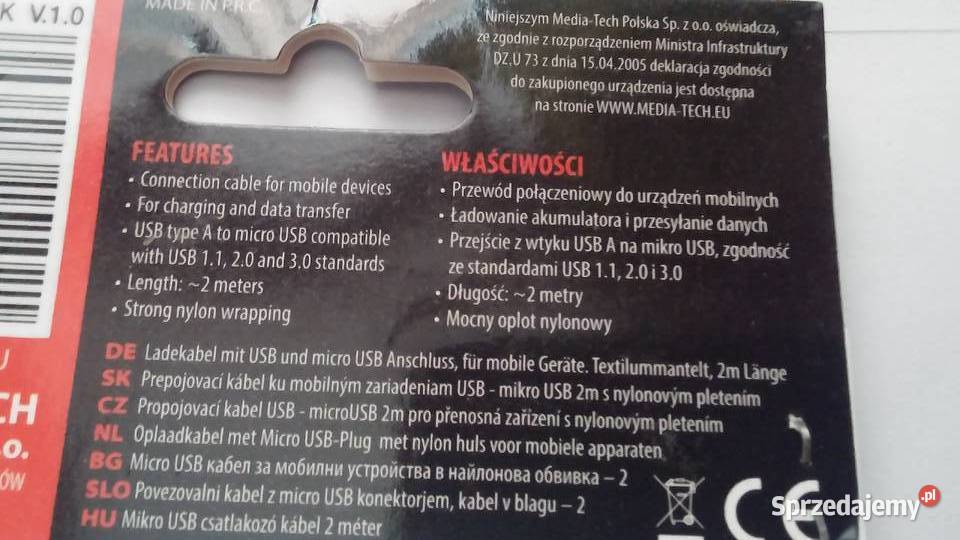 K V.1.0
MADE IN P.R.C.
Niniejszym Media-Tech Polska Sp. z o.o. oświadcza,
że zgodnie z rozporządzeniem Ministra Infrastruktury
DZ.U 73 z dnia 15.04.2005 deklaracja zgodności
do zakupionego urządzenia jest dostępna
na stronie WWW.MEDIA-TECH.EU
FEATURES
• Connection cable for mobile devices
• For charging and data transfer
• USB type A to micro USB compatible
with USB 1.1, 2.0 and 3.0 standards
• Length: ~2 meters
• Strong nylon wrapping
WŁAŚCIWOŚCI
• Przewód połączeniowy do urządzeń mobilnych
• Ładowanie akumulatora i przesyłanie danych
• Przejście z wtyku USB A na mikro USB, zgodność
ze standardami USB 1.1, 2.0 i 3.0
• Długość: ~2 metry
• Mocny oplot nylonowy
DE Ladekabel mit USB und micro USB Anschluss, für mobile Geräte. Textilummantelt, 2m Länge
SK Prepojovací kábel ku mobilným zariadeniam USB - mikro USB 2m s nylonovým pletením
CZ Propojovací kabel USB - microUSB 2m pro přenosná zařízení s nylonovým pletením
NL Oplaadkabel met Micro USB-Plug met nylon huls voor mobiele apparaten
BG Micro USB кабел за мобилни устройства в найлонова обвивка – 2
SLO Povezovalni kabel z micro USB konektorjem, kabel v blagu – 2
HU Mikro USB csatlakozó kábel 2 méter
U
CH
.o.
ÓW
CE
Sprzedajemy.pl